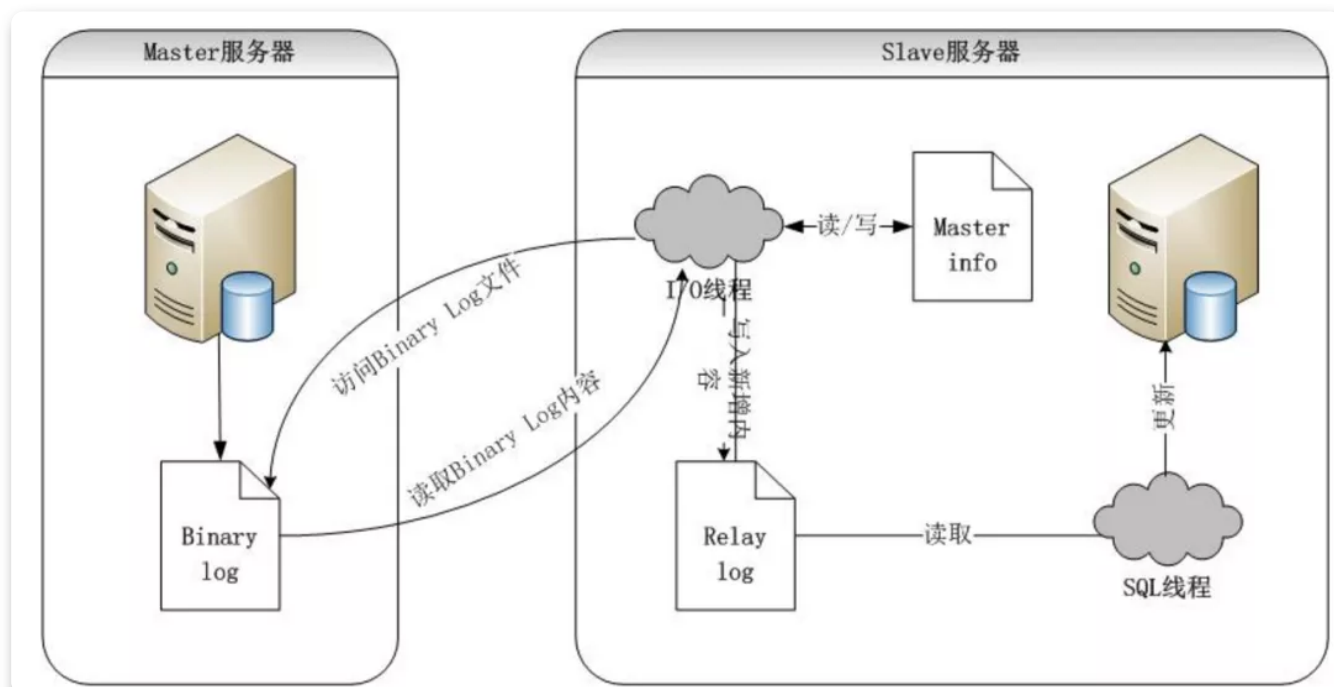 Master服务器
Slave服务器
读/写
Master
info
I/O线程
访问Binary Log文件
写入新增内
容
读取Binary Log内容
更新
Binary
log
Relay
log
读取
SQL线程